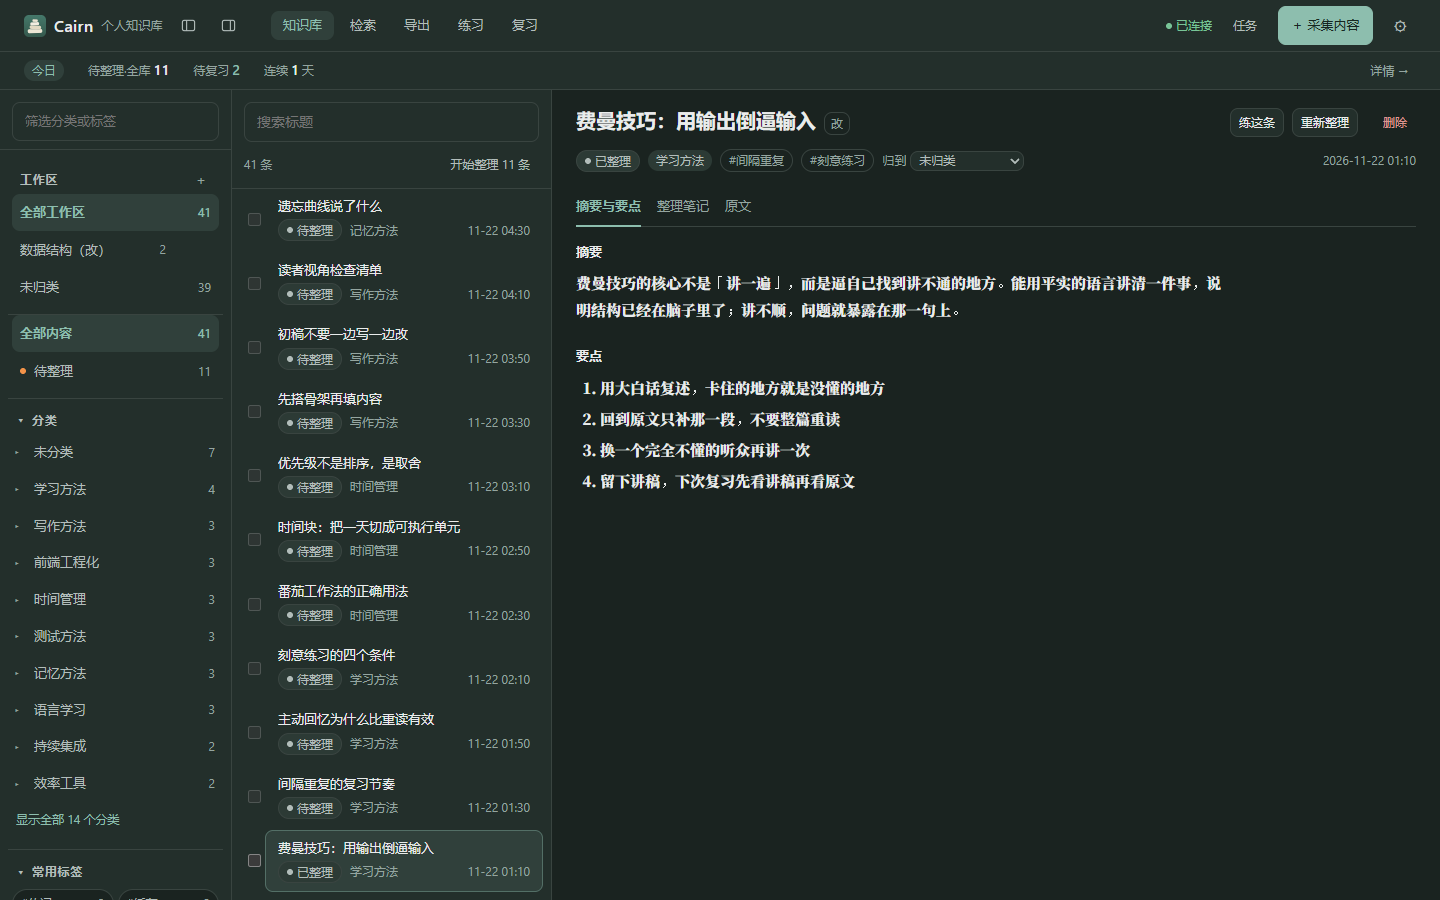 Cairn 个人知识库
知识库 检索 导出 练习 复习
已连接 任务 + 采集内容
今日 待整理·全库 11 待复习 2 连续 1 天
详情 →
筛选分类或标签
工作区 +
全部工作区 41
数据结构（改） 2
未归类 39
全部内容 41
待整理 11
分类
未分类 7
学习方法 4
写作方法 3
前端工程化 3
时间管理 3
测试方法 3
记忆方法 3
语言学习 3
持续集成 2
效率工具 2
显示全部 14 个分类
常用标签
搜索标题
41 条 开始整理 11 条
遗忘曲线说了什么
待整理 记忆方法 11-22 04:30
读者视角检查清单
待整理 写作方法 11-22 04:10
初稿不要一边写一边改
待整理 写作方法 11-22 03:50
先搭骨架再填内容
待整理 写作方法 11-22 03:30
优先级不是排序，是取舍
待整理 时间管理 11-22 03:10
时间块：把一天切成可执行单元
待整理 时间管理 11-22 02:50
番茄工作法的正确用法
待整理 时间管理 11-22 02:30
刻意练习的四个条件
待整理 学习方法 11-22 02:10
主动回忆为什么比重读有效
待整理 学习方法 11-22 01:50
间隔重复的复习节奏
待整理 学习方法 11-22 01:30
费曼技巧：用输出倒逼输入
已整理 学习方法 11-22 01:10
费曼技巧：用输出倒逼输入 改
练这条 重新整理 删除
已整理 学习方法 #间隔重复 #刻意练习 归到 未归类
2026-11-22 01:10
摘要与要点 整理笔记 原文
摘要
费曼技巧的核心不是「讲一遍」，而是逼自己找到讲不通的地方。能用平实的语言讲清一件事，说
明结构已经在脑子里了；讲不顺，问题就暴露在那一句上。
要点
1. 用大白话复述，卡住的地方就是没懂的地方
2. 回到原文只补那一段，不要整篇重读
3. 换一个完全不懂的听众再讲一次
4. 留下讲稿，下次复习先看讲稿再看原文